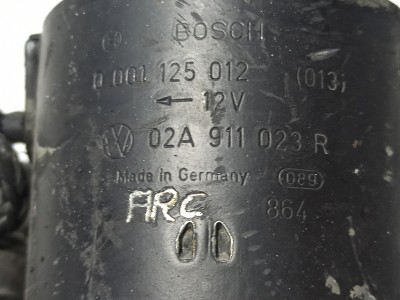 BOSCH
0 001 125 012 (013)
← 12V
VW 02A 911 023 R
Made in Germany 089
ARC 864